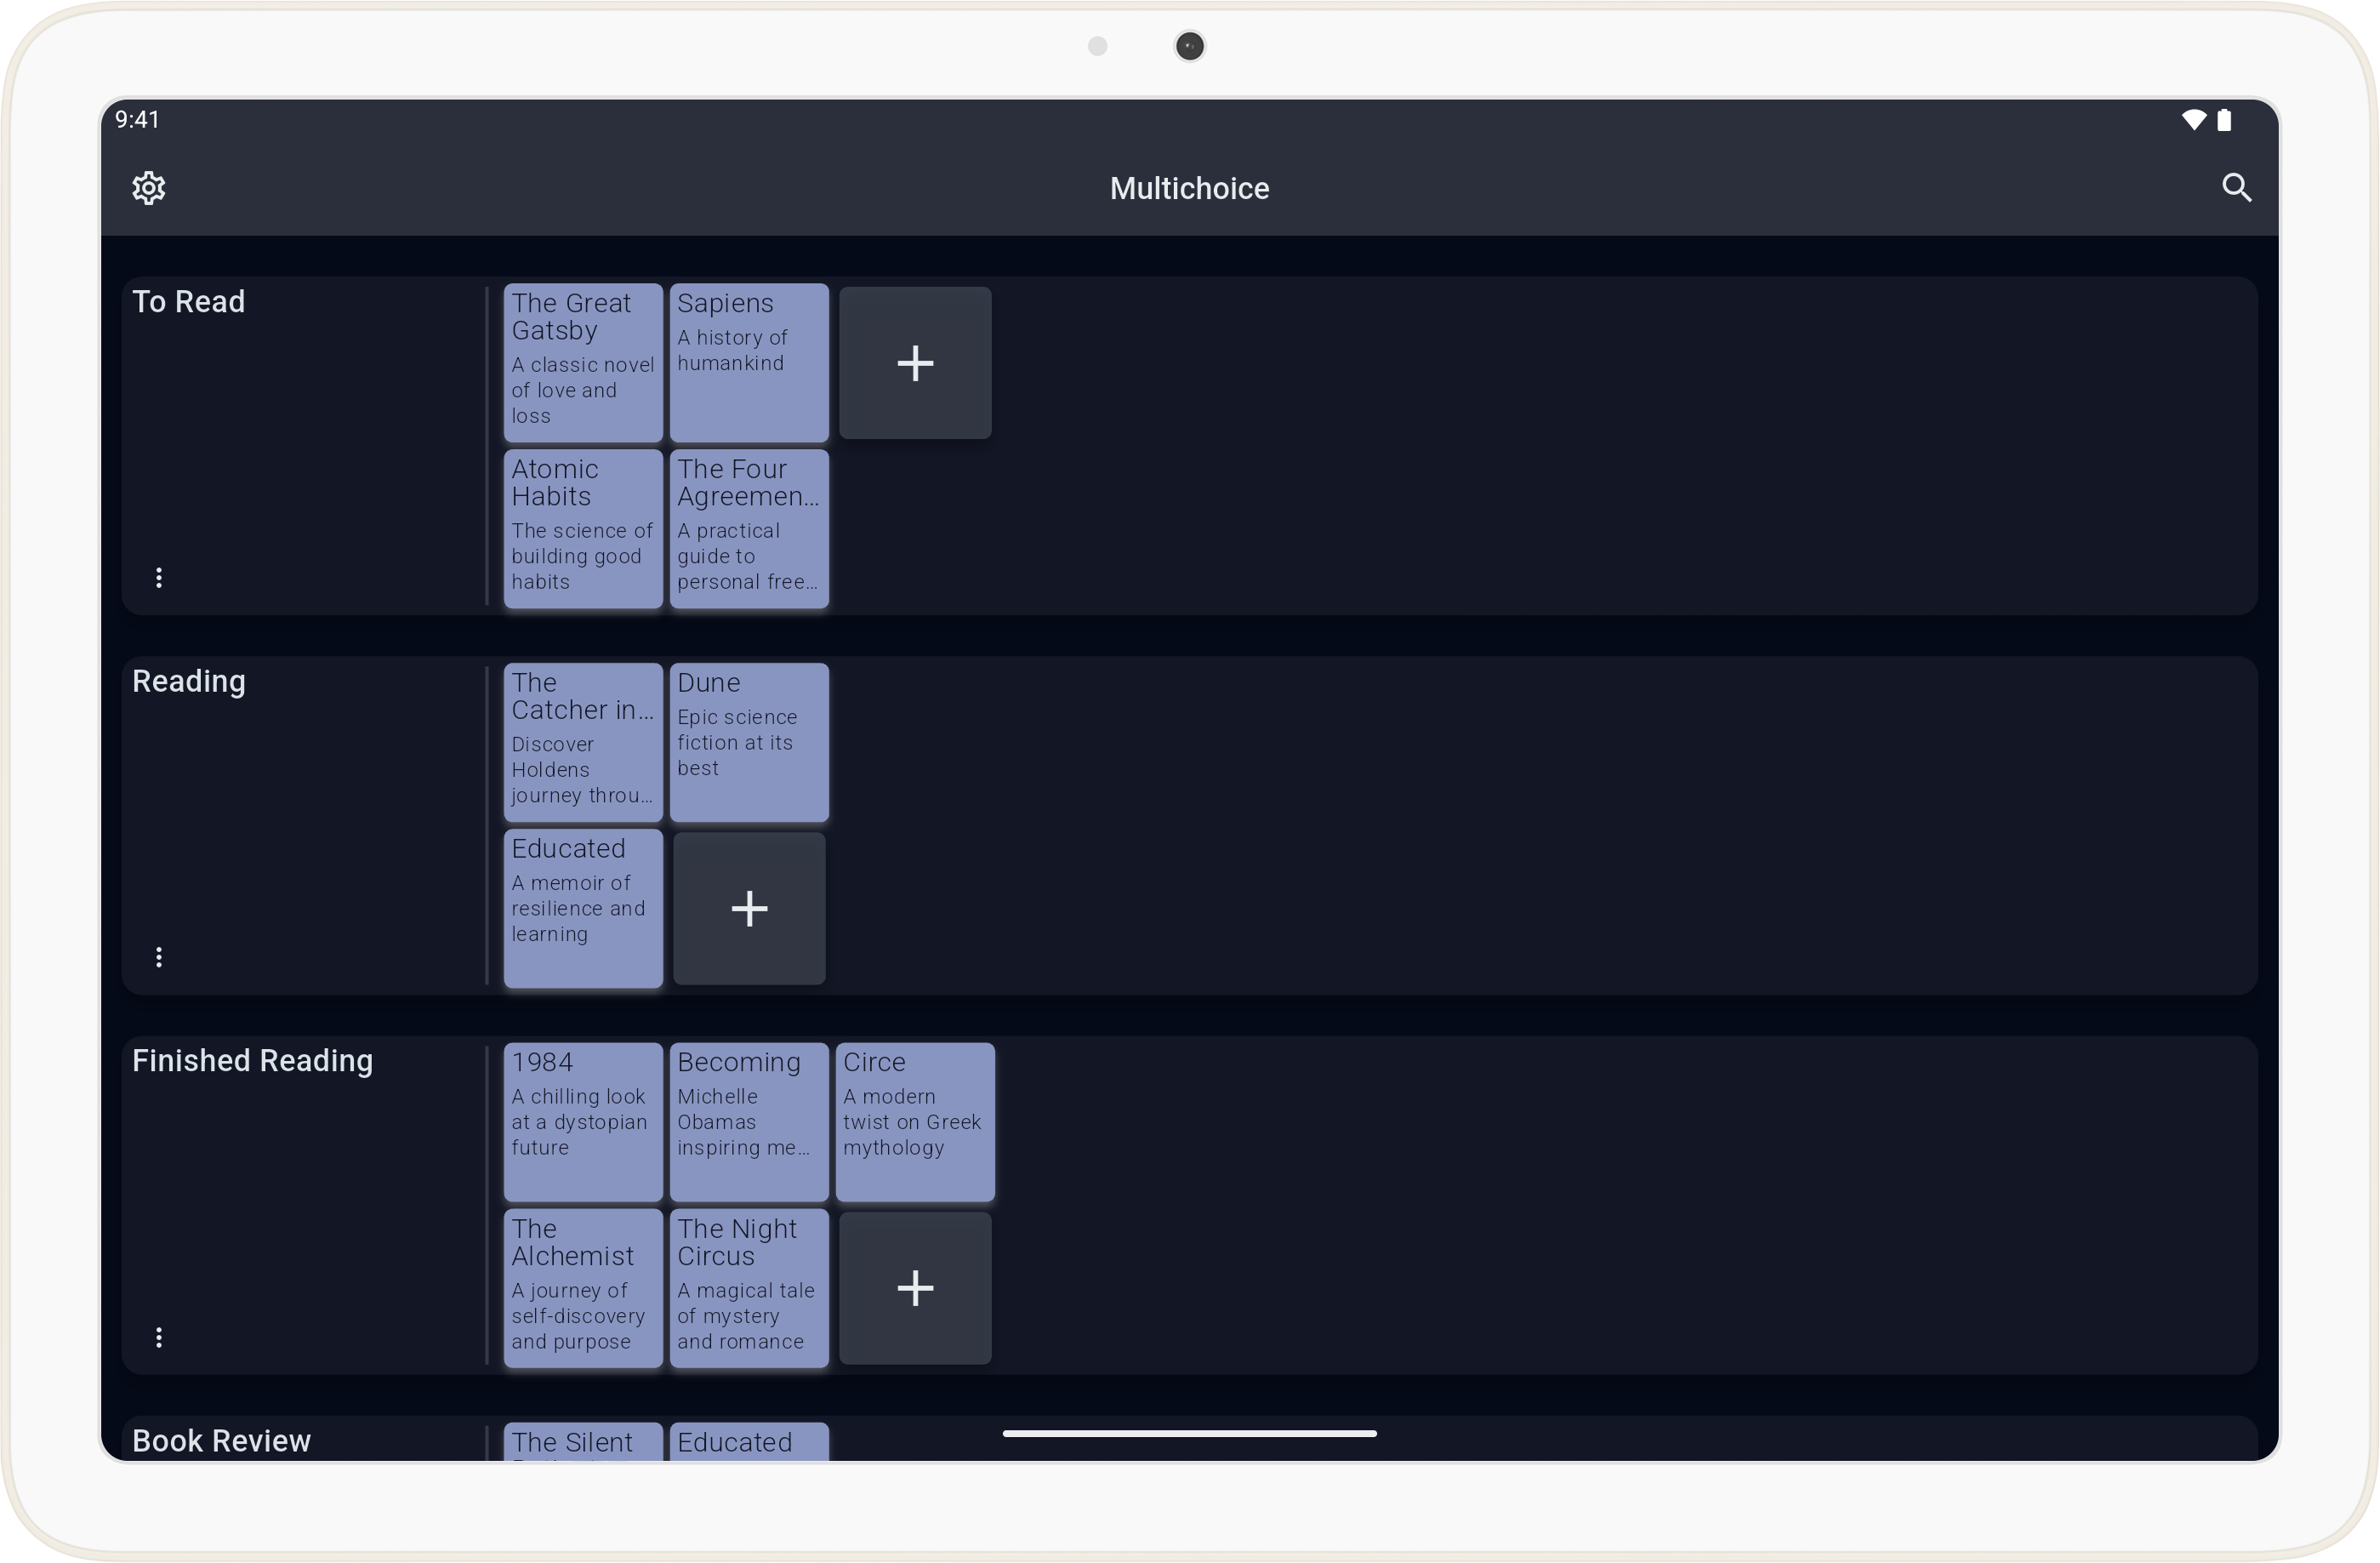 9:41
Multichoice
To Read
The Great
Gatsby
A classic novel
of love and
loss
Sapiens
A history of
humankind
Atomic
Habits
The science of
building good
habits
The Four
Agreemen...
A practical
guide to
personal free...
Reading
The
Catcher in...
Discover
Holdens
journey throu...
Dune
Epic science
fiction at its
best
Educated
A memoir of
resilience and
learning
Finished Reading
1984
A chilling look
at a dystopian
future
Becoming
Michelle
Obamas
inspiring me...
Circe
A modern
twist on Greek
mythology
The
Alchemist
A journey of
self-discovery
and purpose
The Night
Circus
A magical tale
of mystery
and romance
Book Review
The Silent
Educated